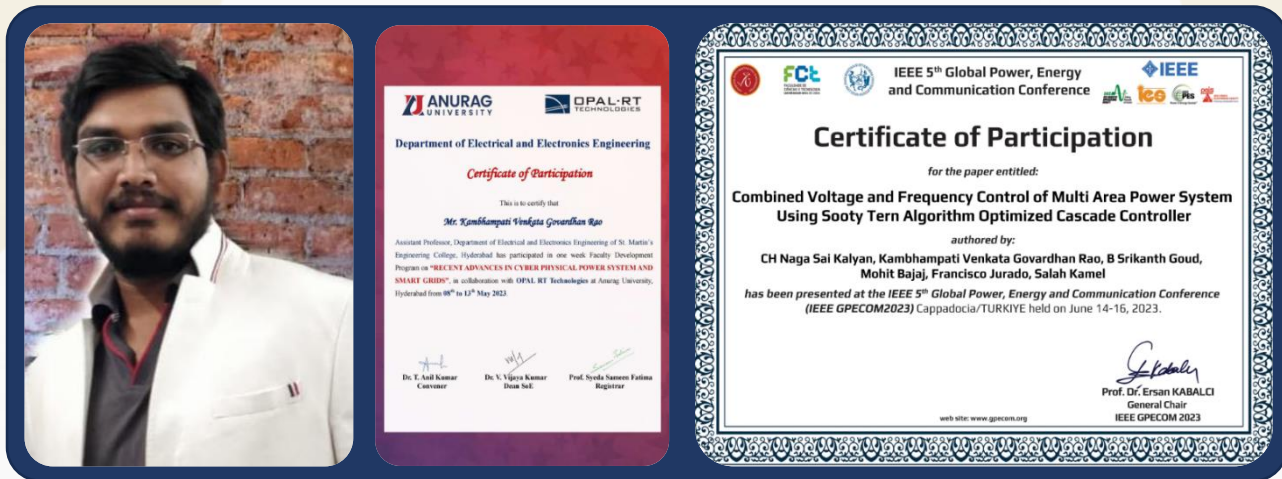 ANURAG
UNIVERSITY
OPAL-RT
TECHNOLOGIES
Department of Electrical and Electronics Engineering
Certificate of Participation
This is to certify that
Mr. Kambhampati Venkata Govardhan Rao
Assistant Professor, Department of Electrical and Electronics Engineering of St. Martin's
Engineering College, Hyderabad has participated in one week Faculty Development
Program on "RECENT ADVANCES IN CYBER PHYSICAL POWER SYSTEM AND
SMART GRIDS", in collaboration with OPAL RT Technologies at Anurag University,
Hyderabad from 08th to 13th May 2023.
Dr. T. Anil Kumar
Convener
Dr. V. Vijaya Kumar
Dean SoE
Prof. Syeda Sameen Fatima
Registrar
FCt
IEEE 5th Global Power, Energy
and Communication Conference
IEEE
ies
PES
Certificate of Participation
for the paper entitled:
Combined Voltage and Frequency Control of Multi Area Power System
Using Sooty Tern Algorithm Optimized Cascade Controller
authored by:
CH Naga Sai Kalyan, Kambhampati Venkata Govardhan Rao, B Srikanth Goud,
Mohit Bajaj, Francisco Jurado, Salah Kamel
has been presented at the IEEE 5th Global Power, Energy and Communication Conference
(IEEE GPECOM2023) Cappadocia/TURKIYE held on June 14-16, 2023.
Prof. Dr. Ersan KABALCI
General Chair
IEEE GPECOM 2023
web site: www.gpecom.org